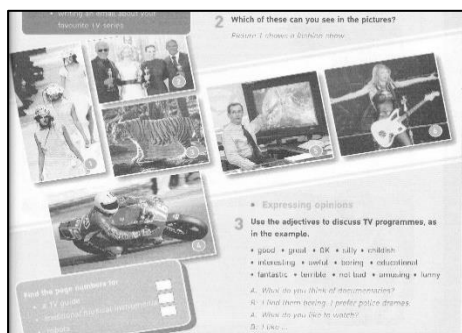 • Writing an email about your
favourite TV series
2 Which of these can you see in the pictures?
Picture 1 shows a fashion show.
• Expressing opinions
3 Use the adjectives to discuss TV programmes, as
in the example.
• good • great • OK • silly • childish
• interesting • awful • boring • educational
• fantastic • terrible • not bad • amusing • funny
A: What do you think of documentaries?
B: I find them boring. I prefer police dramas.
A: What do you like to watch?
B: I like ...
Find the page numbers for
• A TV guide
• traditional musical instruments
• robots